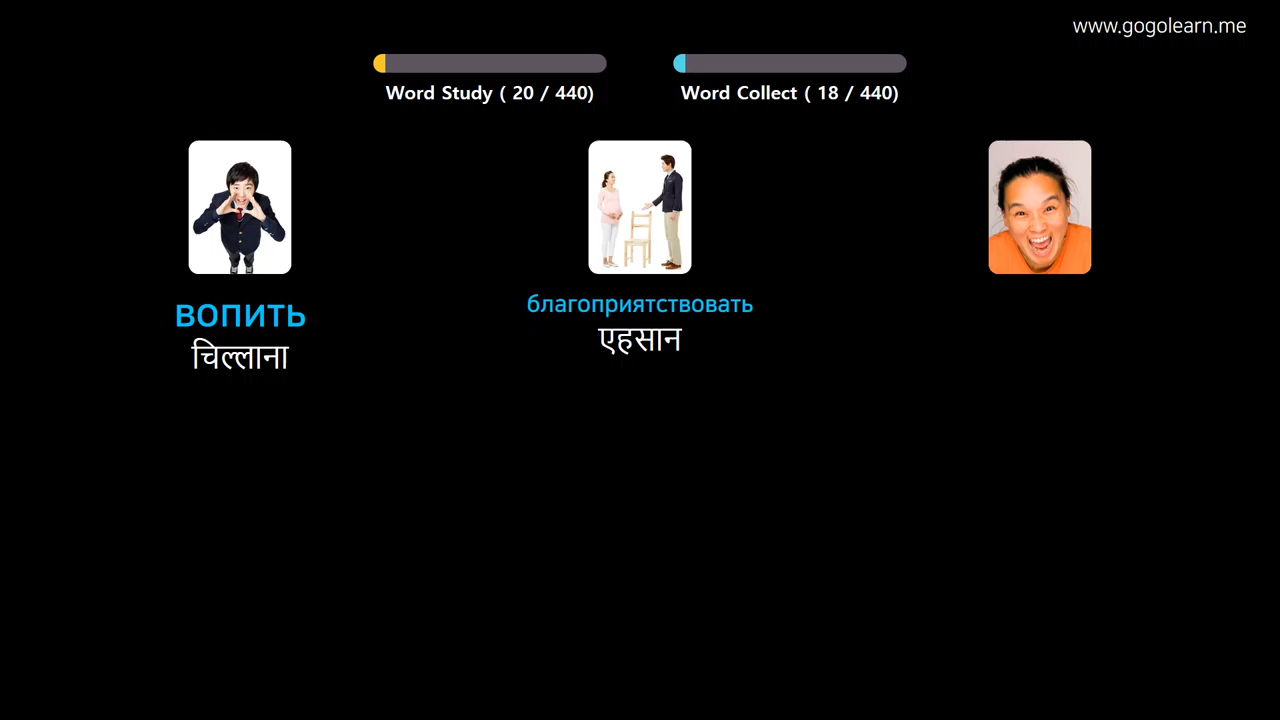 www.gogolearn.me
Word Study ( 20 / 440)
Word Collect ( 18 / 440)
вопить
चिल्लाना
благоприятствовать
एहसान